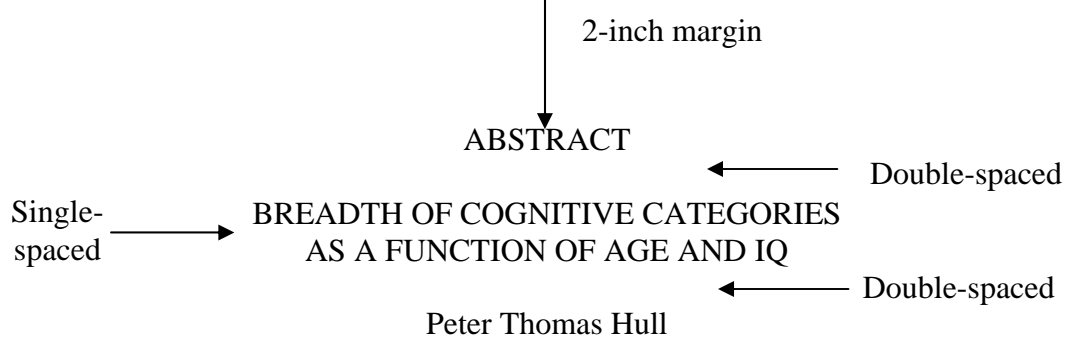 2-inch margin
ABSTRACT
Double-spaced
Single-
spaced
BREADTH OF COGNITIVE CATEGORIES
AS A FUNCTION OF AGE AND IQ
Double-spaced
Peter Thomas Hull